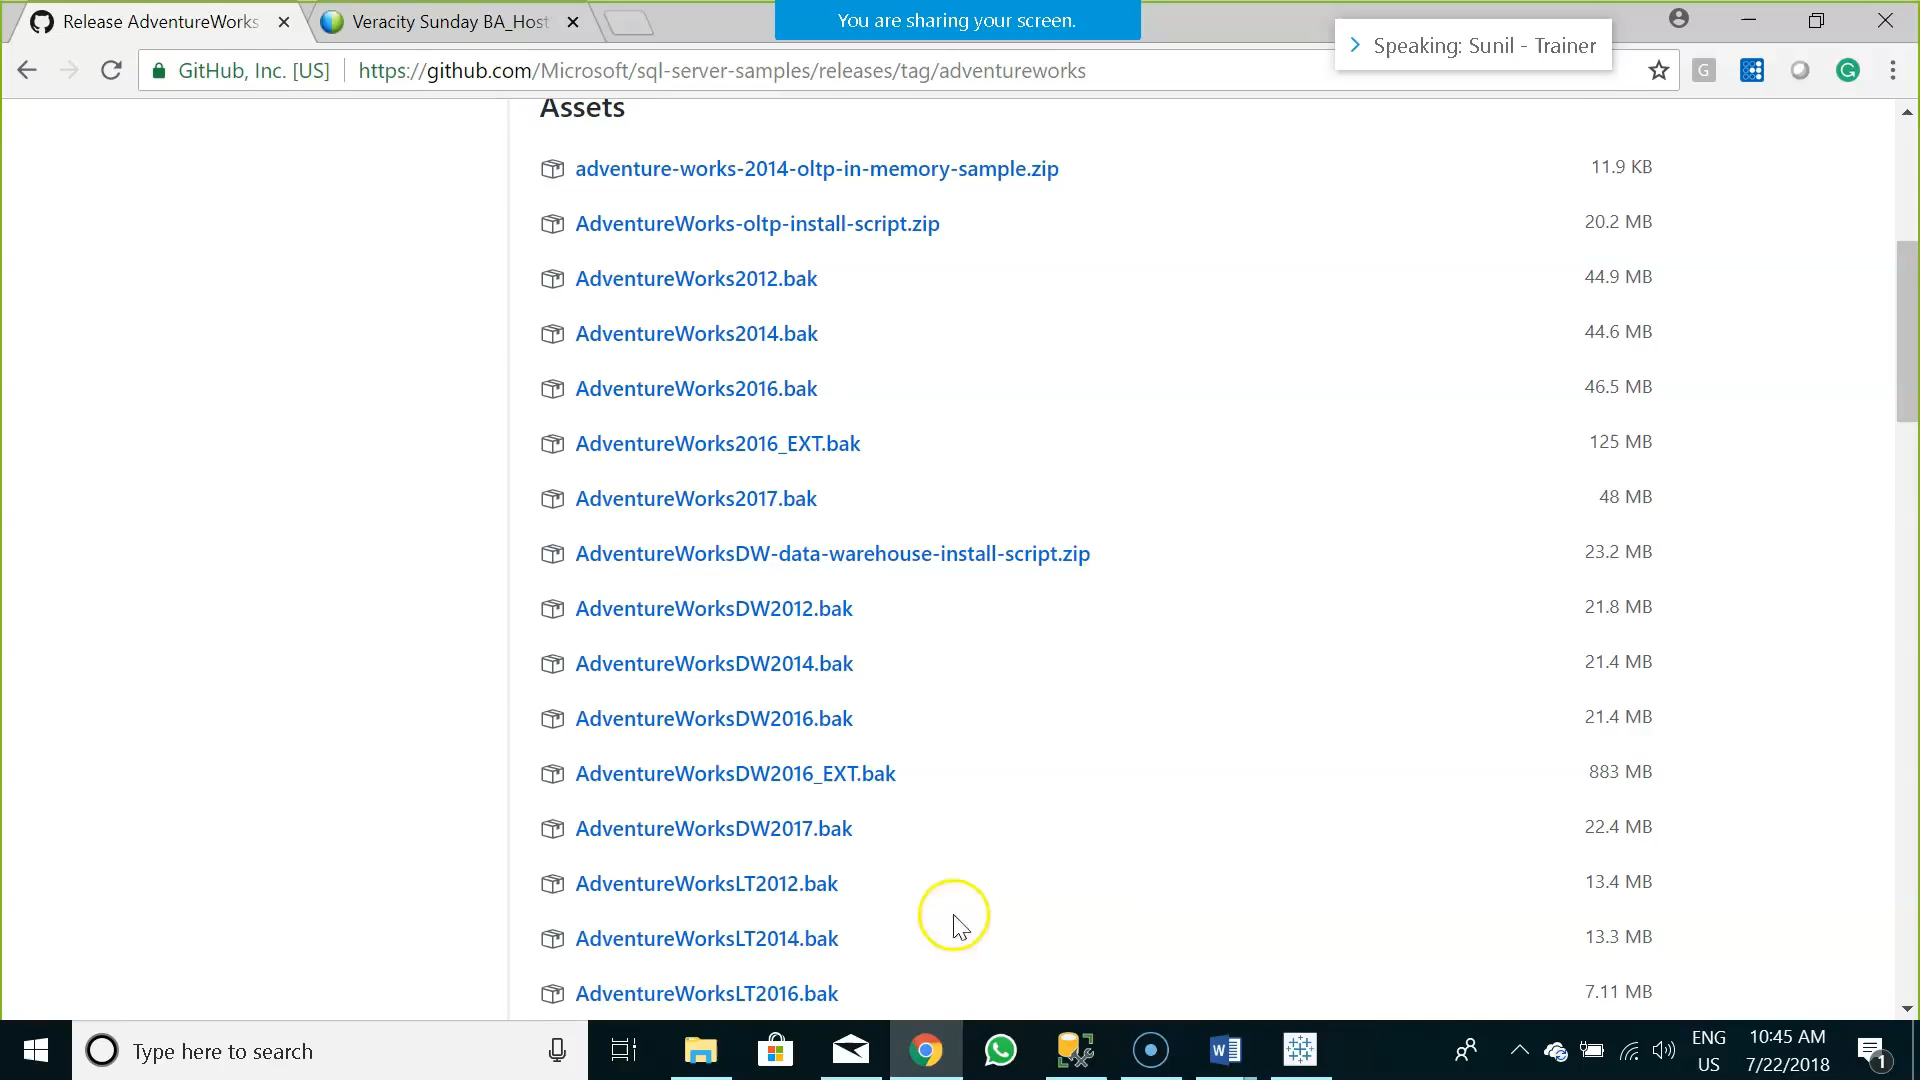 Release AdventureWorks
Veracity Sunday BA_Host
You are sharing your screen.
Speaking: Sunil - Trainer
GitHub, Inc. [US]
https://github.com/Microsoft/sql-server-samples/releases/tag/adventureworks
G
G
Assets
adventure-works-2014-oltp-in-memory-sample.zip 11.9 KB
AdventureWorks-oltp-install-script.zip 20.2 MB
AdventureWorks2012.bak 44.9 MB
AdventureWorks2014.bak 44.6 MB
AdventureWorks2016.bak 46.5 MB
AdventureWorks2016_EXT.bak 125 MB
AdventureWorks2017.bak 48 MB
AdventureWorksDW-data-warehouse-install-script.zip 23.2 MB
AdventureWorksDW2012.bak 21.8 MB
AdventureWorksDW2014.bak 21.4 MB
AdventureWorksDW2016.bak 21.4 MB
AdventureWorksDW2016_EXT.bak 883 MB
AdventureWorksDW2017.bak 22.4 MB
AdventureWorksLT2012.bak 13.4 MB
AdventureWorksLT2014.bak 13.3 MB
AdventureWorksLT2016.bak 7.11 MB
Type here to search
W
ENG
US
10:45 AM
7/22/2018
1